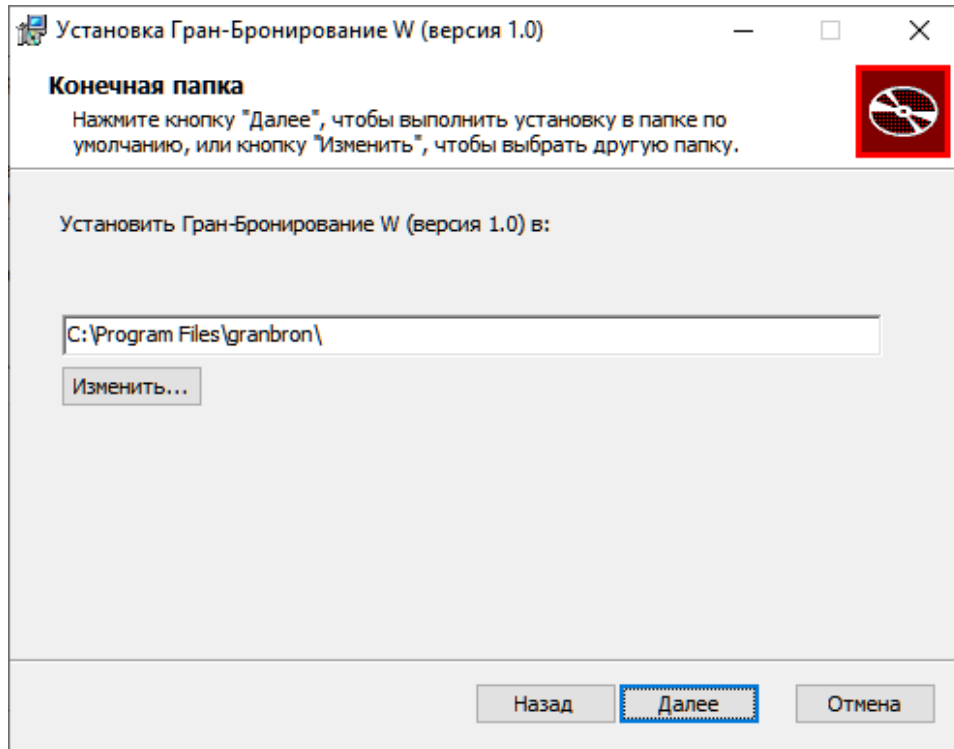 Установка Гран-Бронирование W (версия 1.0)
Конечная папка
Нажмите кнопку "Далее", чтобы выполнить установку в папке по
умолчанию, или кнопку "Изменить", чтобы выбрать другую папку.
Установить Гран-Бронирование W (версия 1.0) в:
C:\Program Files\granbron\
Изменить...
Назад
Далее
Отмена